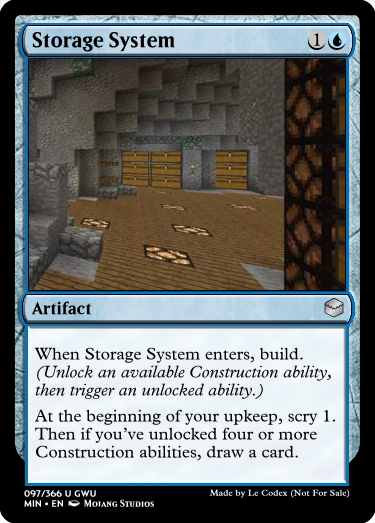 Storage System 1
Artifact
When Storage System enters, build.
(Unlock an available Construction ability,
then trigger an unlocked ability.)
At the beginning of your upkeep, scry 1.
Then if you've unlocked four or more
Construction abilities, draw a card.
097/366 U GWU
MIN • EN Mojang Studios
Made by Le Codex (Not For Sale)